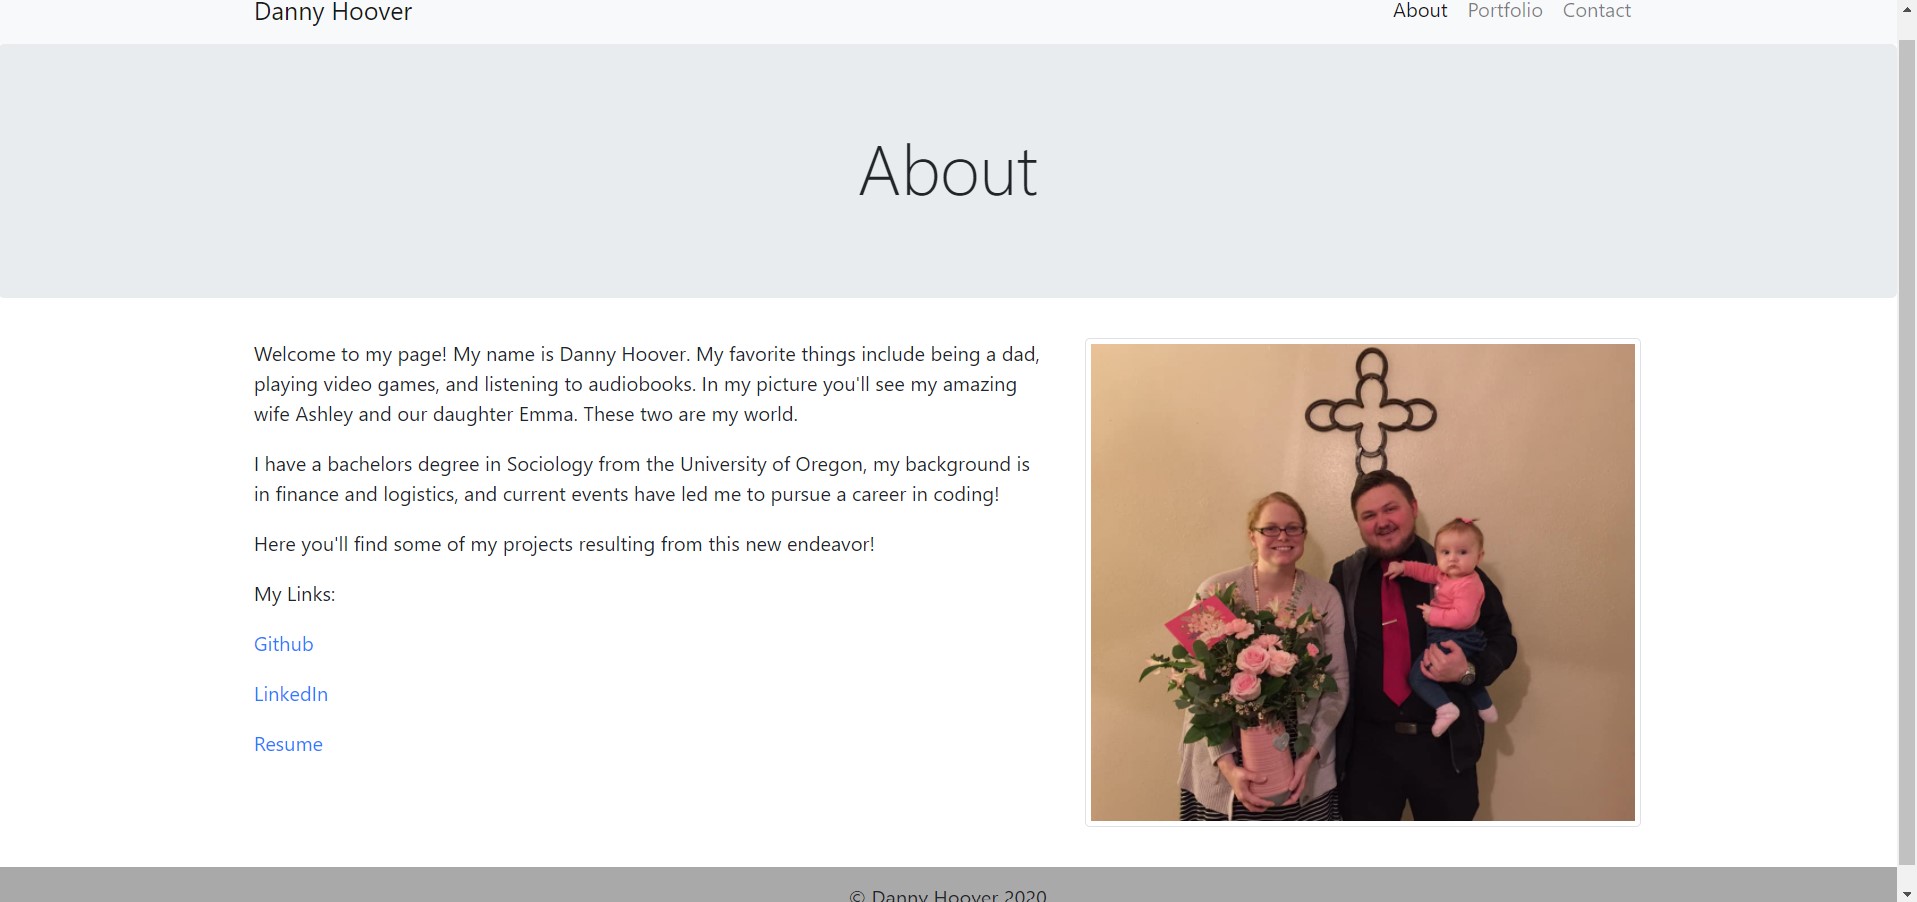 Danny Hoover
About Portfolio Contact
About
Welcome to my page! My name is Danny Hoover. My favorite things include being a dad,
playing video games, and listening to audiobooks. In my picture you'll see my amazing
wife Ashley and our daughter Emma. These two are my world.
I have a bachelors degree in Sociology from the University of Oregon, my background is
in finance and logistics, and current events have led me to pursue a career in coding!
Here you'll find some of my projects resulting from this new endeavor!
My Links:
Github
LinkedIn
Resume
© Danny Hoover 2020